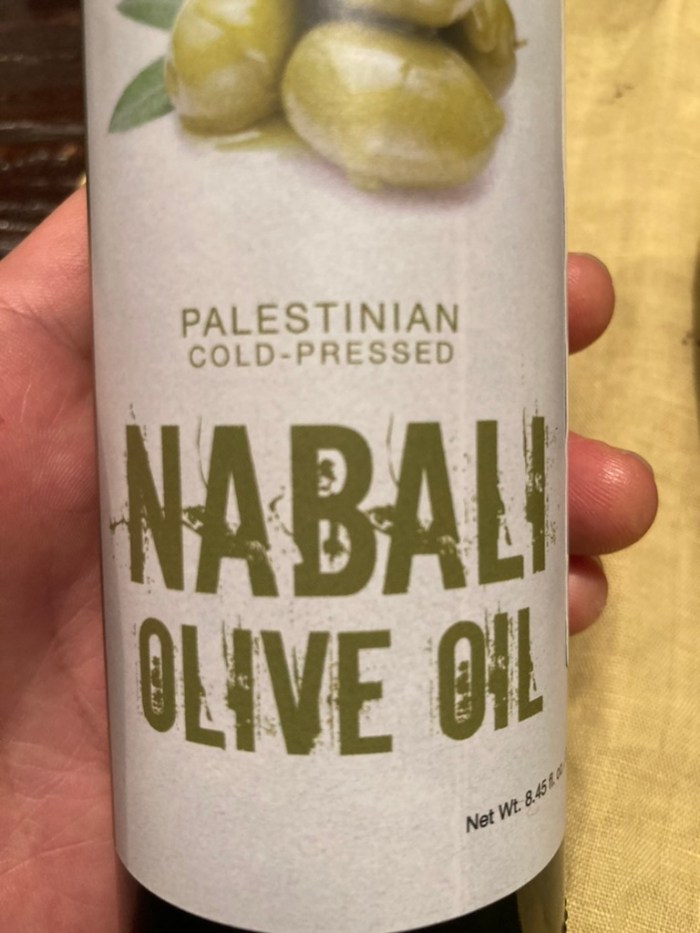 PALESTINIAN
COLD-PRESSED
NABALI
OLIVE OIL
Net Wt. 8.45 fl.